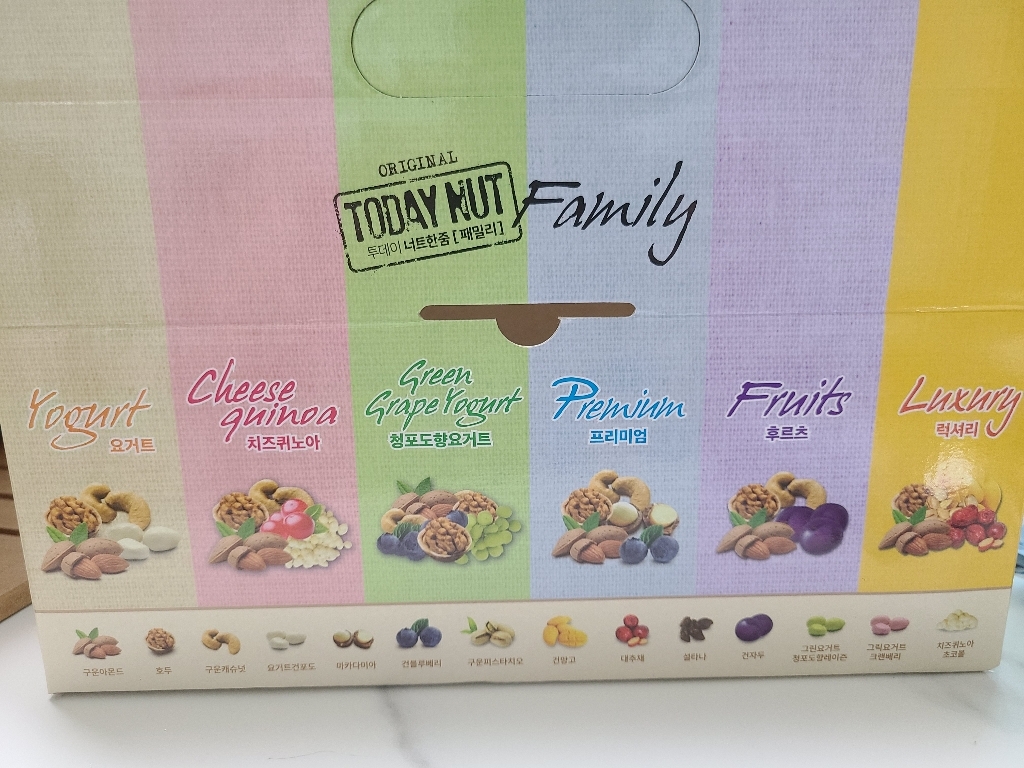 ORIGINAL
TODAY NUT
투데이 너트한줌 [패밀리]
Family
Yogurt
요거트
Cheese
quinoa
치즈퀴노아
Green
Grape Yogurt
청포도향요거트
Premium
프리미엄
Fruits
후르츠
Luxury
럭셔리
구운아몬드
호두
구운캐슈넛
요거트건포도
마카다미아
건블루베리
구운피스타치오
건망고
대추채
설타나
건자두
그린요거트
청포도향레이즌
그릭요거트
크랜베리
치즈퀴노아
초코볼